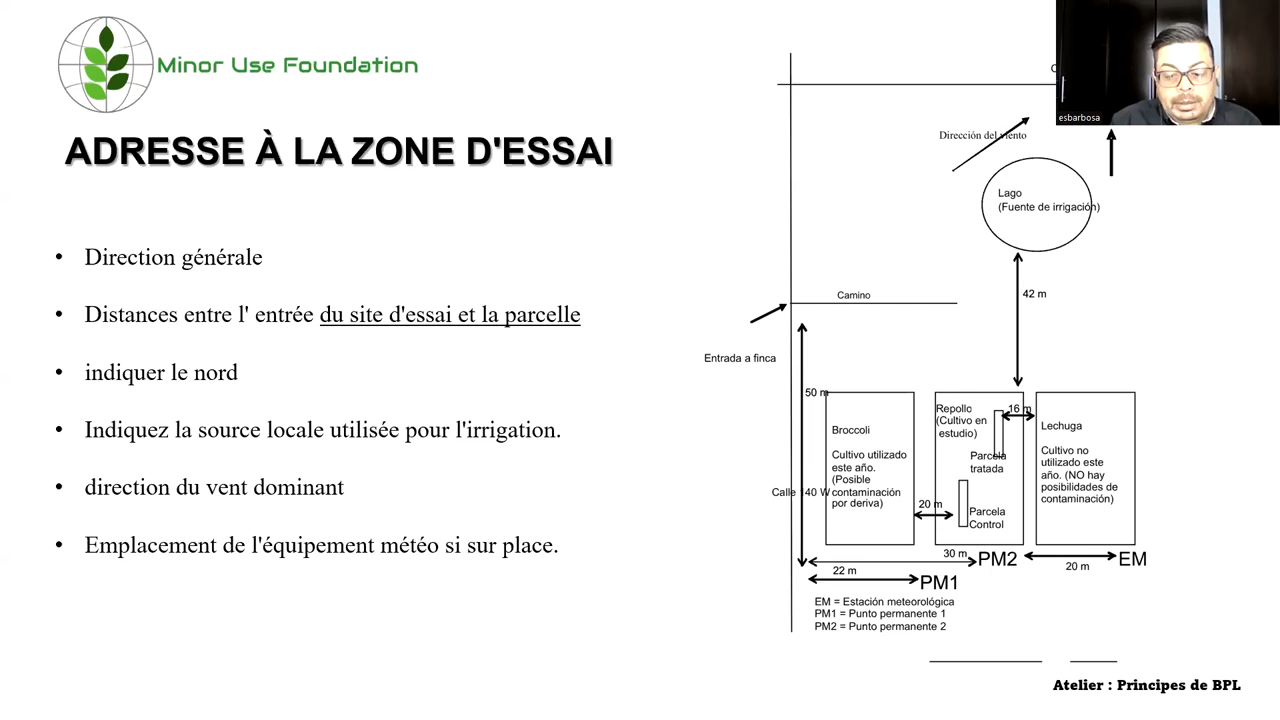 Minor Use Foundation
ADRESSE À LA ZONE D'ESSAI
• Direction générale
• Distances entre l' entrée du site d'essai et la parcelle
• indiquer le nord
• Indiquez la source locale utilisée pour l'irrigation.
• direction du vent dominant
• Emplacement de l'équipement météo si sur place.
esbarbosa
Dirección del viento
Lago
(Fuente de irrigación)
42 m
Camino
Entrada a finca
50 m
Broccoli
Cultivo utilizado
este año.
(Posible
contaminación
por deriva)
Calle 140 W
Repollo
(Cultivo en
estudio)
16 m
Parcela
tratada
20 m
Parcela
Control
Lechuga
Cultivo no
utilizado este
año. (NO hay
posibilidades de
contaminación)
30 m
PM2
20 m
EM
22 m
PM1
EM = Estación meteorológica
PM1 = Punto permanente 1
PM2 = Punto permanente 2
Atelier : Principes de BPL